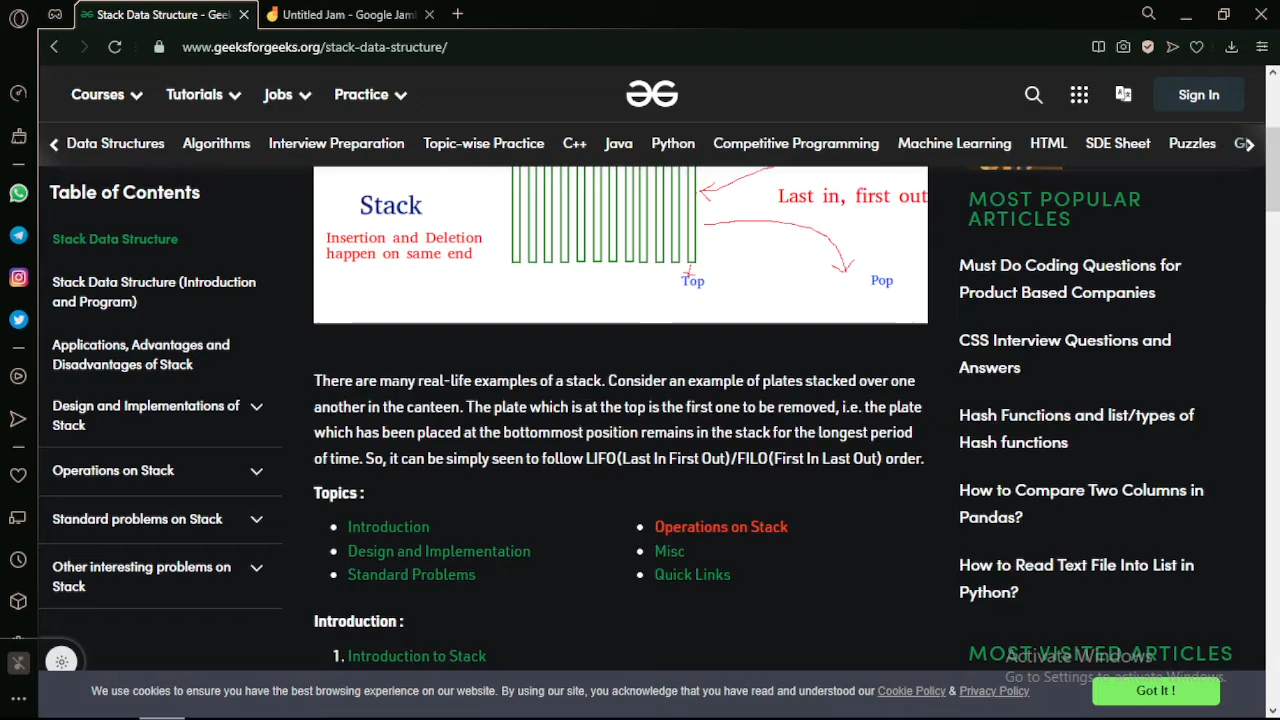 Stack Data Structure - Geek
Untitled Jam - Google Jam
www.geeksforgeeks.org/stack-data-structure/
Courses
Tutorials
Jobs
Practice
Sign In
Data Structures
Algorithms
Interview Preparation
Topic-wise Practice
C++
Java
Python
Competitive Programming
Machine Learning
HTML
SDE Sheet
Puzzles
Table of Contents
Stack Data Structure
Stack Data Structure (Introduction
and Program)
Applications, Advantages and
Disadvantages of Stack
Design and Implementations of
Stack
Operations on Stack
Standard problems on Stack
Other interesting problems on
Stack
Stack
Insertion and Deletion
happen on same end
Last in, first out
Top
Pop
There are many real-life examples of a stack. Consider an example of plates stacked over one
another in the canteen. The plate which is at the top is the first one to be removed, i.e. the plate
which has been placed at the bottommost position remains in the stack for the longest period
of time. So, it can be simply seen to follow LIFO(Last In First Out)/FILO(First In Last Out) order.
Topics :
Introduction
Design and Implementation
Standard Problems
Operations on Stack
Misc
Quick Links
Introduction :
1. Introduction to Stack
MOST POPULAR
ARTICLES
Must Do Coding Questions for
Product Based Companies
CSS Interview Questions and
Answers
Hash Functions and list/types of
Hash functions
How to Compare Two Columns in
Pandas?
How to Read Text File Into List in
Python?
MOST VISITED ARTICLES
Activate Windows
Go to Settings to activate Windows.
We use cookies to ensure you have the best browsing experience on our website. By using our site, you acknowledge that you have read and understood our Cookie Policy & Privacy Policy
Got It !